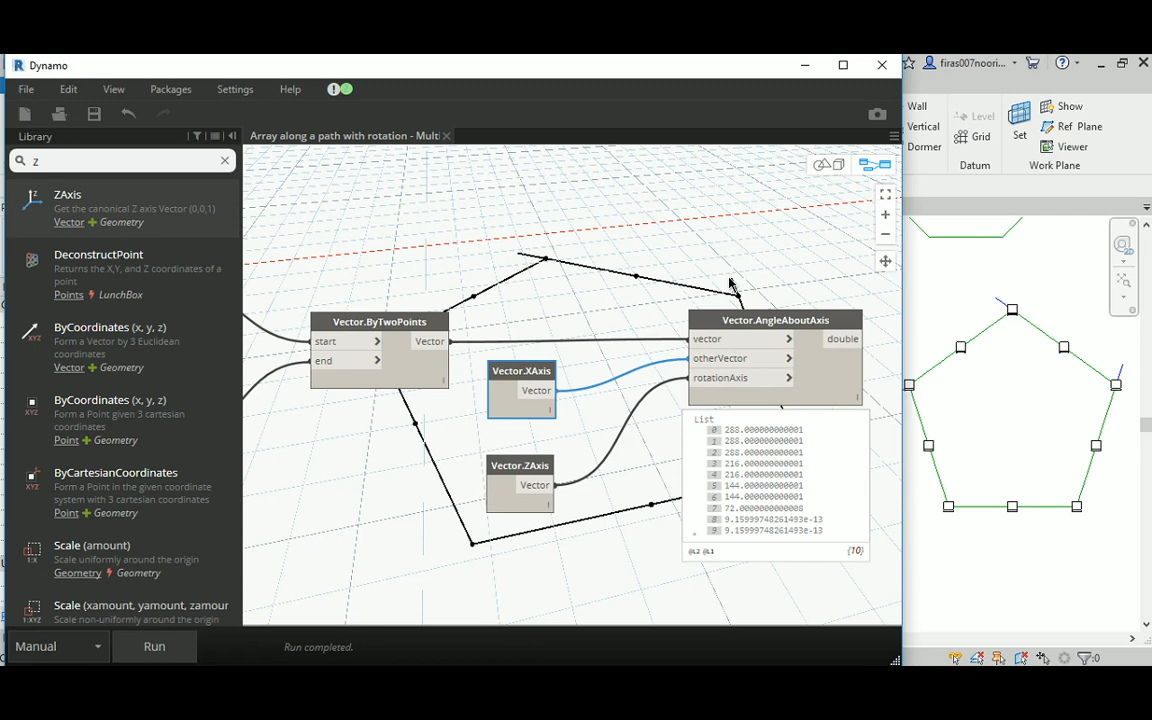 Dynamo
firas007noori...
File Edit View Packages Settings Help
Wall
Vertical
Dormer
Level
Grid
Datum
Set
Show
Ref Plane
Viewer
Work Plane
Library
Array along a path with rotation - Multi
z
ZAxis
Get the canonical Z axis Vector (0,0,1)
Vector Geometry
DeconstructPoint
Returns the X,Y, and Z coordinates of a
point
Points LunchBox
ByCoordinates (x, y, z)
Form a Vector by 3 Euclidean
coordinates
Vector Geometry
ByCoordinates (x, y, z)
Form a Point given 3 cartesian
coordinates
Point Geometry
ByCartesianCoordinates
Form a Point in the given coordinate
system with 3 cartesian coordinates
Point Geometry
Scale (amount)
Scale uniformly around the origin
Geometry Geometry
Scale (xamount, yamount, zamour
Scale non-uniformly around the origin
Vector.ByTwoPoints
start > Vector
end >
Vector.XAxis
Vector
Vector.ZAxis
Vector
Vector.AngleAboutAxis
vector > double
otherVector >
rotationAxis >
List
0 288.000000000001
1 288.000000000001
2 288.000000000001
3 216.000000000001
4 216.000000000001
5 144.000000000001
6 144.000000000001
7 72.0000000000008
8 9.15999748261493e-13
9 9.15999748261493e-13
@L2 @L1 {10}
Manual Run Run completed.
:0